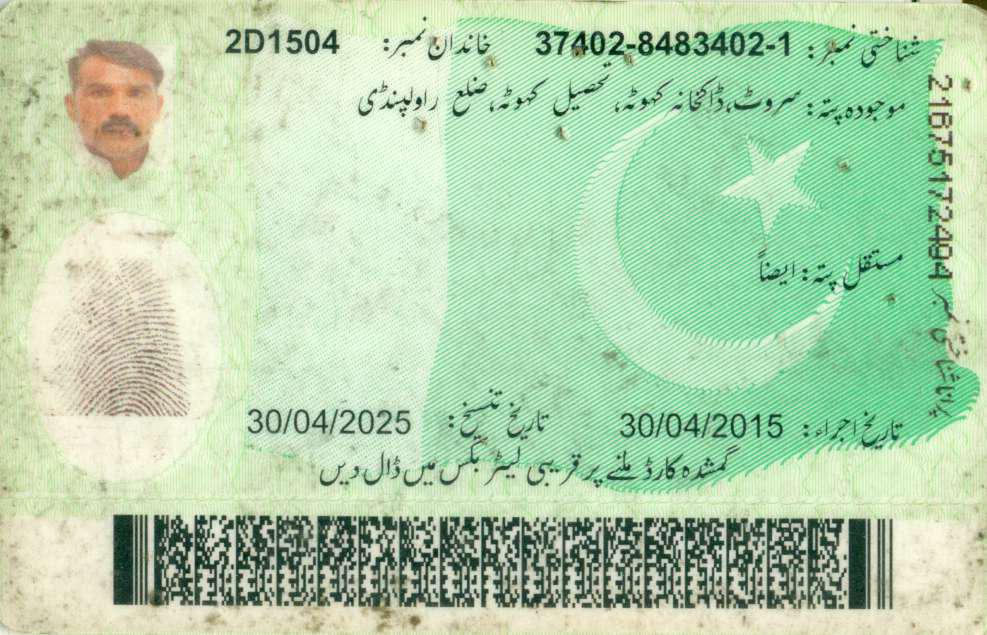 شناختی نمبر: 37402-8483402-1 خاندان نمبر: 2D1504
موجودہ پتہ: سروٹ، ڈاکخانہ کہوٹہ، تحصیل کہوٹہ، ضلع راولپنڈی
مستقل پتہ: ایضاً
تاریخ اجراء: 30/04/2015 تاریخ تنسیخ: 30/04/2025
گمشدہ کارڈ ملنے پر قریبی لیٹر بکس میں ڈال دیں
21675172494 پرانا شناختی نمبر